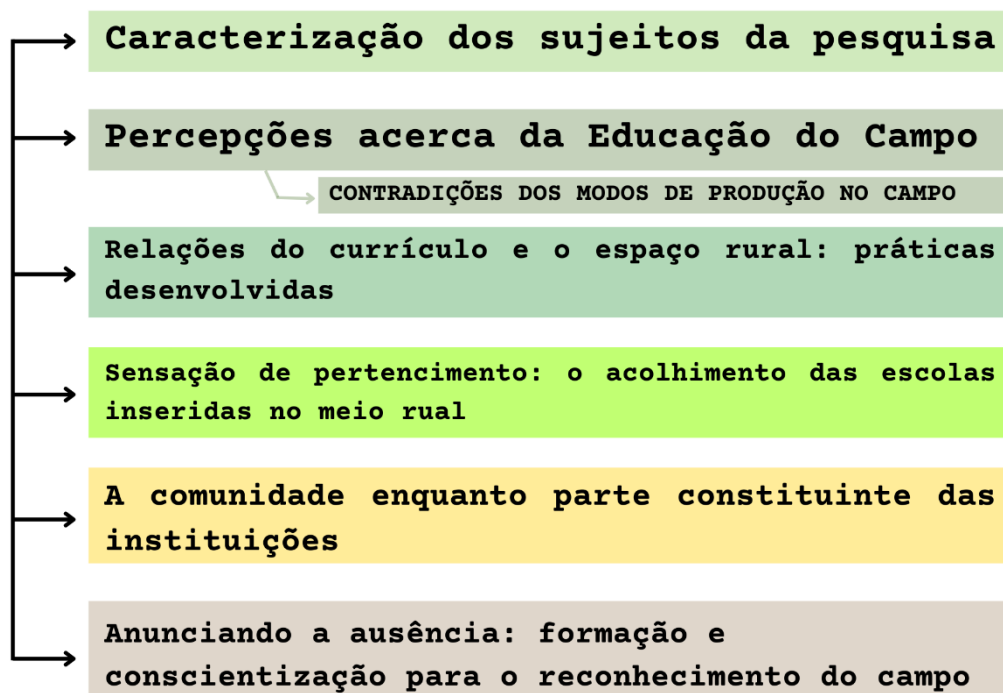 Caracterização dos sujeitos da pesquisa
Percepções acerca da Educação do Campo
CONTRADIÇÕES DOS MODOS DE PRODUÇÃO NO CAMPO
Relações do currículo e o espaço rural: práticas
desenvolvidas
Sensação de pertencimento: o acolhimento das escolas
inseridas no meio rual
A comunidade enquanto parte constituinte das
instituições
Anunciando a ausência: formação e
conscientização para o reconhecimento do campo